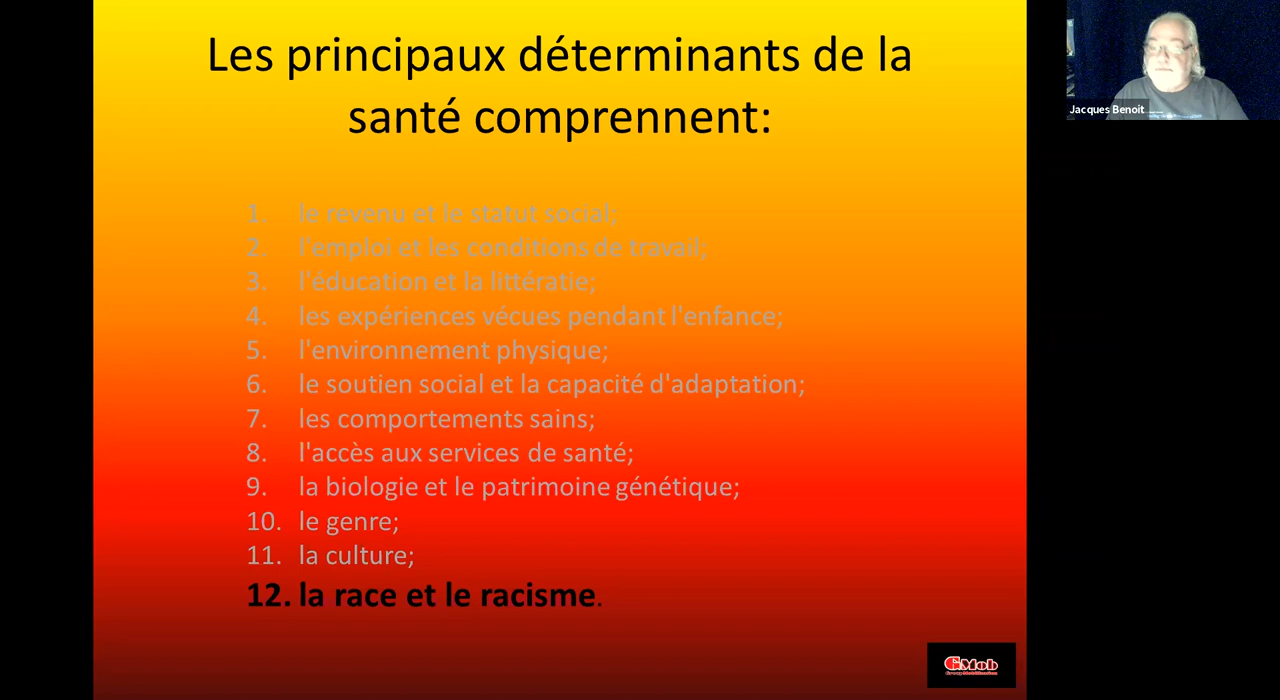 Les principaux déterminants de la
santé comprennent:
1. le revenu et le statut social;
2. l'emploi et les conditions de travail;
3. l'éducation et la littératie;
4. les expériences vécues pendant l'enfance;
5. l'environnement physique;
6. le soutien social et la capacité d'adaptation;
7. les comportements sains;
8. l'accès aux services de santé;
9. la biologie et le patrimoine génétique;
10. le genre;
11. la culture;
12. la race et le racisme.
Jacques Benoit
GMob